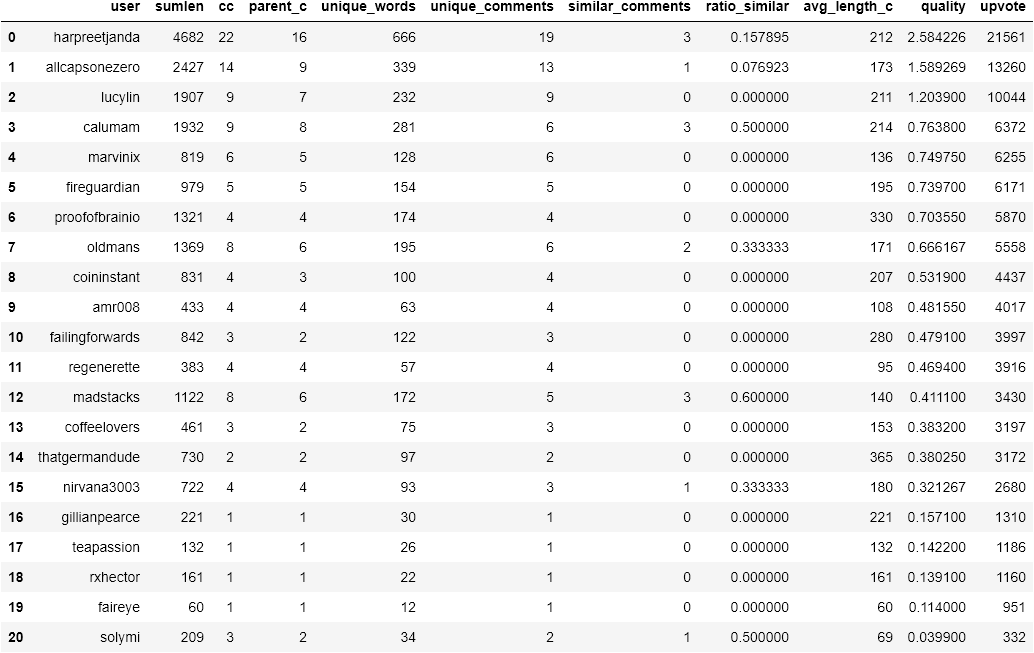 user sumlen cc parent_c unique_words unique_comments similar_comments ratio_similar avg_length_c quality upvote
0 harpreetjanda 4682 22 16 666 19 3 0.157895 212 2.584226 21561
1 allcapsonezero 2427 14 9 339 13 1 0.076923 173 1.589269 13260
2 lucylin 1907 9 7 232 9 0 0.000000 211 1.203900 10044
3 calumam 1932 9 8 281 6 3 0.500000 214 0.763800 6372
4 marvinix 819 6 5 128 6 0 0.000000 136 0.749750 6255
5 fireguardian 979 5 5 154 5 0 0.000000 195 0.739700 6171
6 proofofbrainio 1321 4 4 174 4 0 0.000000 330 0.703550 5870
7 oldmans 1369 8 6 195 6 2 0.333333 171 0.666167 5558
8 coininstant 831 4 3 100 4 0 0.000000 207 0.531900 4437
9 amr008 433 4 4 63 4 0 0.000000 108 0.481550 4017
10 failingforwards 842 3 2 122 3 0 0.000000 280 0.479100 3997
11 regenerette 383 4 4 57 4 0 0.000000 95 0.469400 3916
12 madstacks 1122 8 6 172 5 3 0.600000 140 0.411100 3430
13 coffeelovers 461 3 2 75 3 0 0.000000 153 0.383200 3197
14 thatgermandude 730 2 2 97 2 0 0.000000 365 0.380250 3172
15 nirvana3003 722 4 4 93 3 1 0.333333 180 0.321267 2680
16 gillianpearce 221 1 1 30 1 0 0.000000 221 0.157100 1310
17 teapassion 132 1 1 26 1 0 0.000000 132 0.142200 1186
18 rxhector 161 1 1 22 1 0 0.000000 161 0.139100 1160
19 faireye 60 1 1 12 1 0 0.000000 60 0.114000 951
20 solymi 209 3 2 34 2 1 0.500000 69 0.039900 332